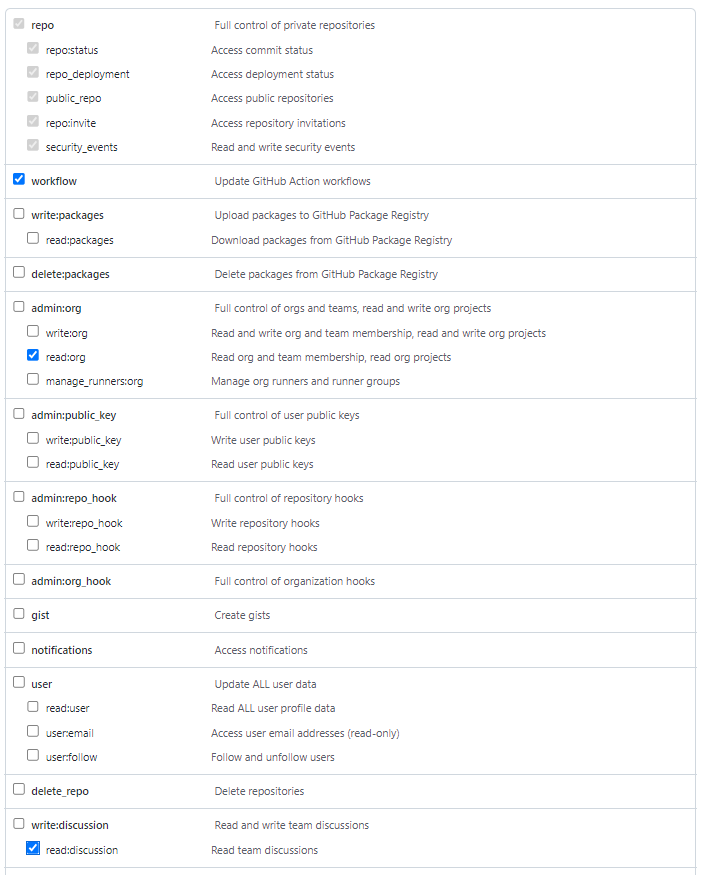 repo Full control of private repositories
repo:status Access commit status
repo_deployment Access deployment status
public_repo Access public repositories
repo:invite Access repository invitations
security_events Read and write security events
workflow Update GitHub Action workflows
write:packages Upload packages to GitHub Package Registry
read:packages Download packages from GitHub Package Registry
delete:packages Delete packages from GitHub Package Registry
admin:org Full control of orgs and teams, read and write org projects
write:org Read and write org and team membership, read and write org projects
read:org Read org and team membership, read org projects
manage_runners:org Manage org runners and runner groups
admin:public_key Full control of user public keys
write:public_key Write user public keys
read:public_key Read user public keys
admin:repo_hook Full control of repository hooks
write:repo_hook Write repository hooks
read:repo_hook Read repository hooks
admin:org_hook Full control of organization hooks
gist Create gists
notifications Access notifications
user Update ALL user data
read:user Read ALL user profile data
user:email Access user email addresses (read-only)
user:follow Follow and unfollow users
delete_repo Delete repositories
write:discussion Read and write team discussions
read:discussion Read team discussions